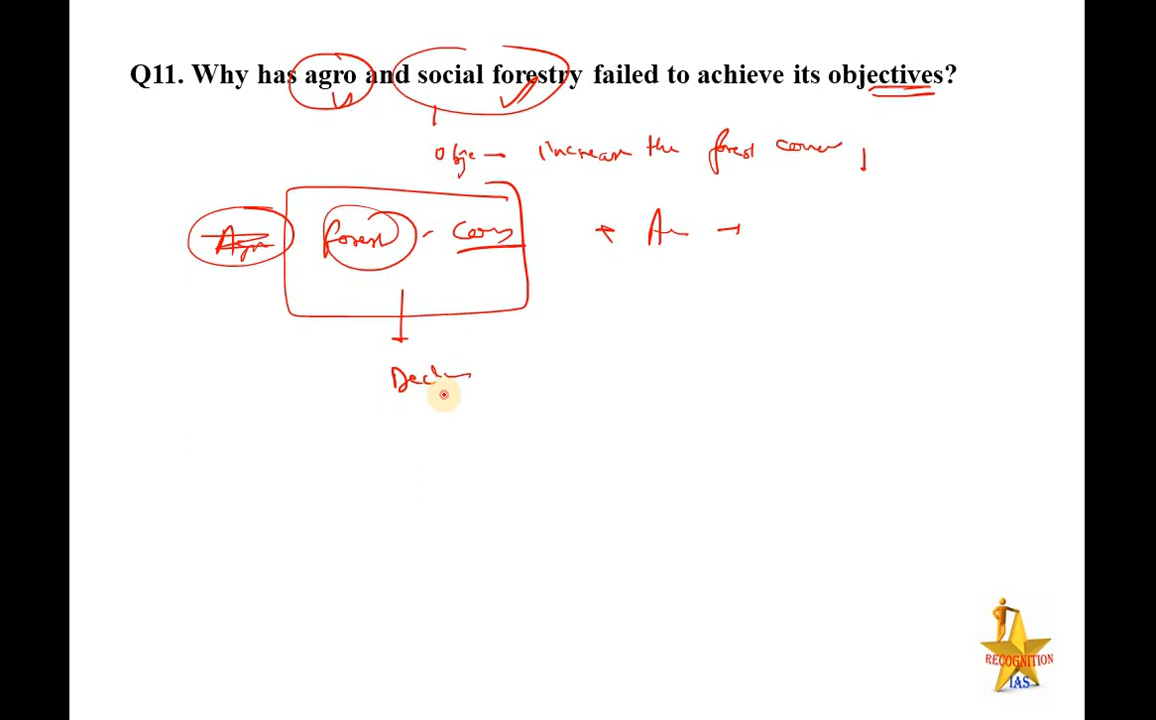 Q11. Why has agro and social forestry failed to achieve its objectives?
Obje - Increase the forest cover
Agro forest - Cons
RECOGNITION
IAS